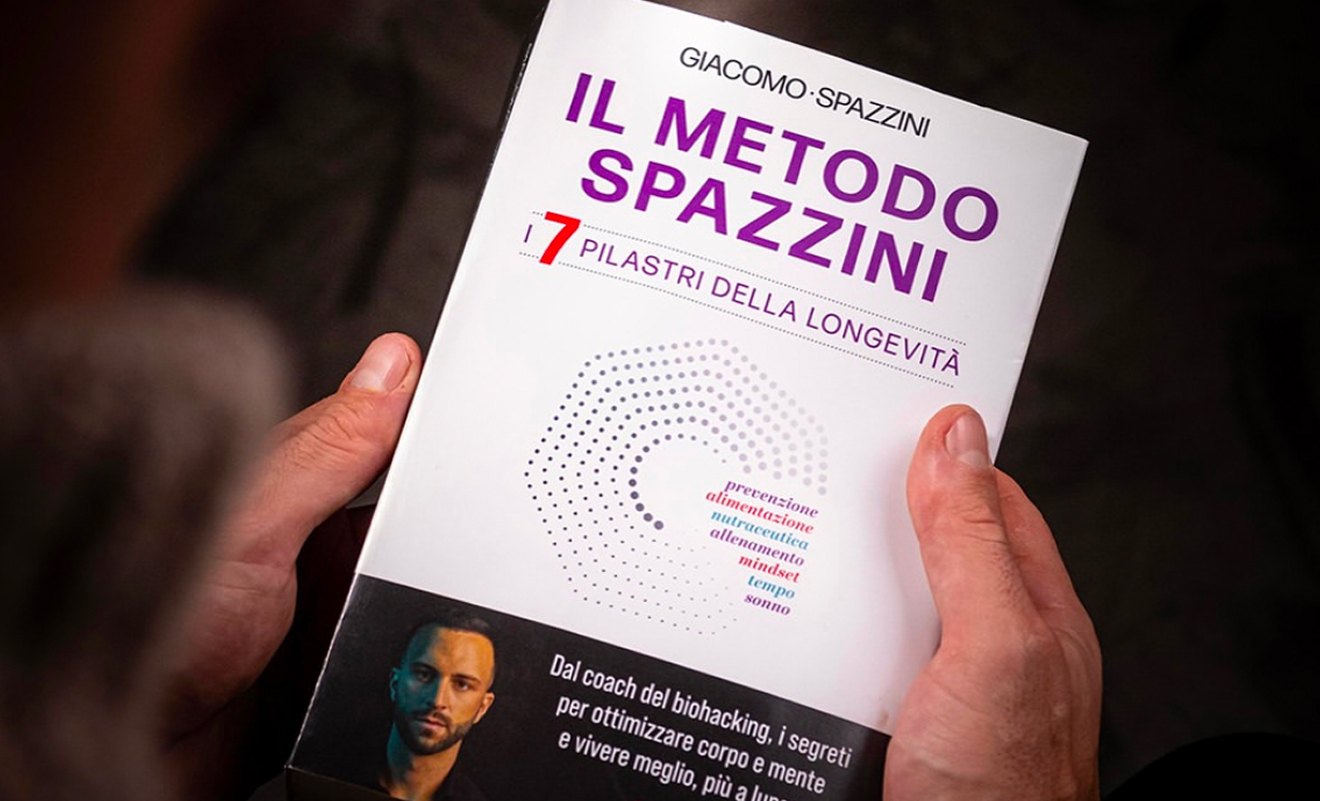 GIACOMO·SPAZZINI
IL METODO
SPAZZINI
I 7 PILASTRI DELLA LONGEVITÀ
prevenzione
alimentazione
nutraceutica
allenamento
mindset
tempo
sonno
Dal coach del biohacking, i segreti
per ottimizzare corpo e mente
e vivere meglio, più a